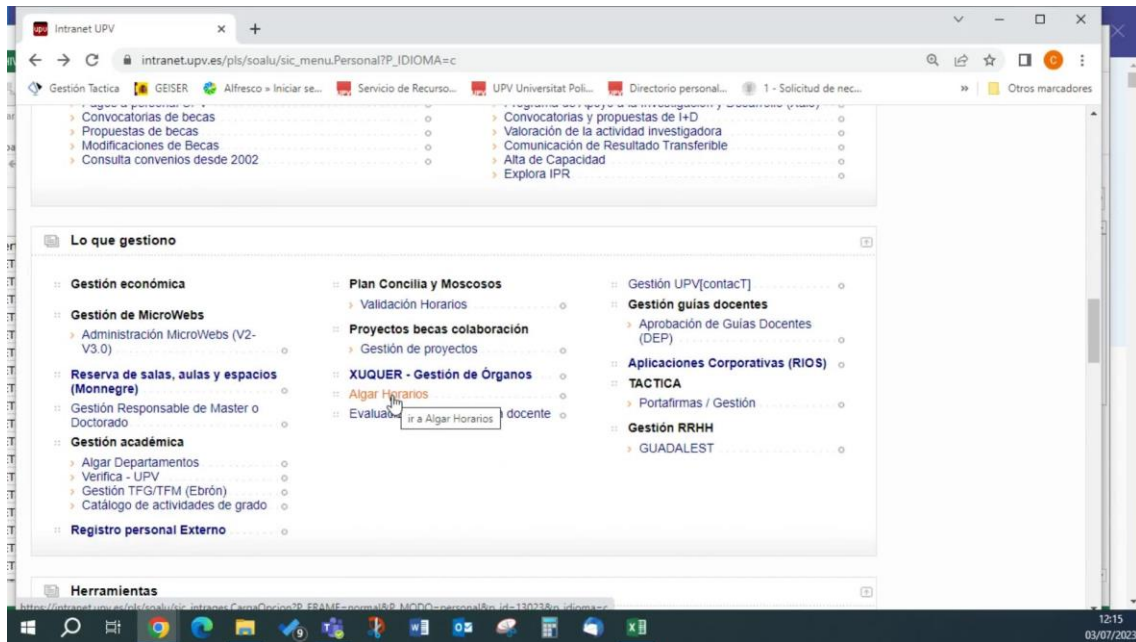 Intranet UPV
intranet.upv.es/pls/soalu/sic_menu.Personal?P_IDIOMA=c
Gestión Tactica
GEISER
Alfresco » Iniciar se...
Servicio de Recurso...
UPV Universitat Poli...
Directorio personal...
1 - Solicitud de nec...
»
Otros marcadores
Convocatorias de becas
Propuestas de becas
Modificaciones de Becas
Consulta convenios desde 2002
Convocatorias y propuestas de I+D
Valoración de la actividad investigadora
Comunicación de Resultado Transferible
Alta de Capacidad
Explora IPR
Lo que gestiono
Gestión económica
Gestión de MicroWebs
Administración MicroWebs (V2-
V3.0)
Reserva de salas, aulas y espacios
(Monnegre)
Gestión Responsable de Master o
Doctorado
Gestión académica
Algar Departamentos
Verifica - UPV
Gestión TFG/TFM (Ebrón)
Catálogo de actividades de grado
Registro personal Externo
Plan Concilia y Moscosos
Validación Horarios
Proyectos becas colaboración
Gestión de proyectos
XUQUER - Gestión de Órganos
Algar Horarios
docente
ir a Algar Horarios
Gestión UPV[contacT]
Gestión guías docentes
Aprobación de Guías Docentes
(DEP)
Aplicaciones Corporativas (RIOS)
TACTICA
Portafirmas / Gestión
Gestión RRHH
GUADALEST
Herramientas
12:15